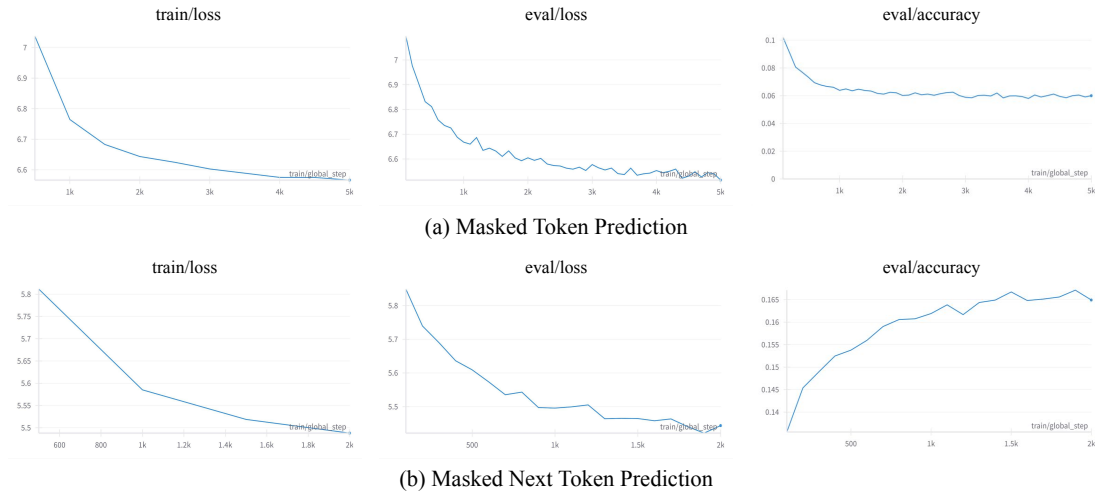 train/loss
eval/loss
eval/accuracy
7
6.9
6.8
6.7
6.6
train/global_step
1k
2k
3k
4k
5k
7
6.9
6.8
6.7
6.6
train/global_step
1k
2k
3k
4k
5k
0.1
0.08
0.06
0.04
0.02
0
train/global_step
1k
2k
3k
4k
5k
(a) Masked Token Prediction
train/loss
eval/loss
eval/accuracy
5.8
5.75
5.7
5.65
5.6
5.55
5.5
train/global_step
600
800
1k
1.2k
1.4k
1.6k
1.8k
2k
5.8
5.7
5.6
5.5
train/global_step
500
1k
1.5k
2k
0.165
0.16
0.155
0.15
0.145
0.14
train/global_step
500
1k
1.5k
2k
(b) Masked Next Token Prediction